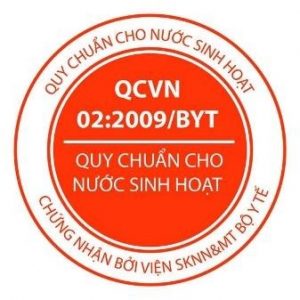 QUY CHUẨN CHO NƯỚC SINH HOẠT
QCVN
02:2009/BYT
QUY CHUẨN CHO
NƯỚC SINH HOẠT
CHỨNG NHẬN BỞI VIỆN SKNN&MT BỘ Y TẾ